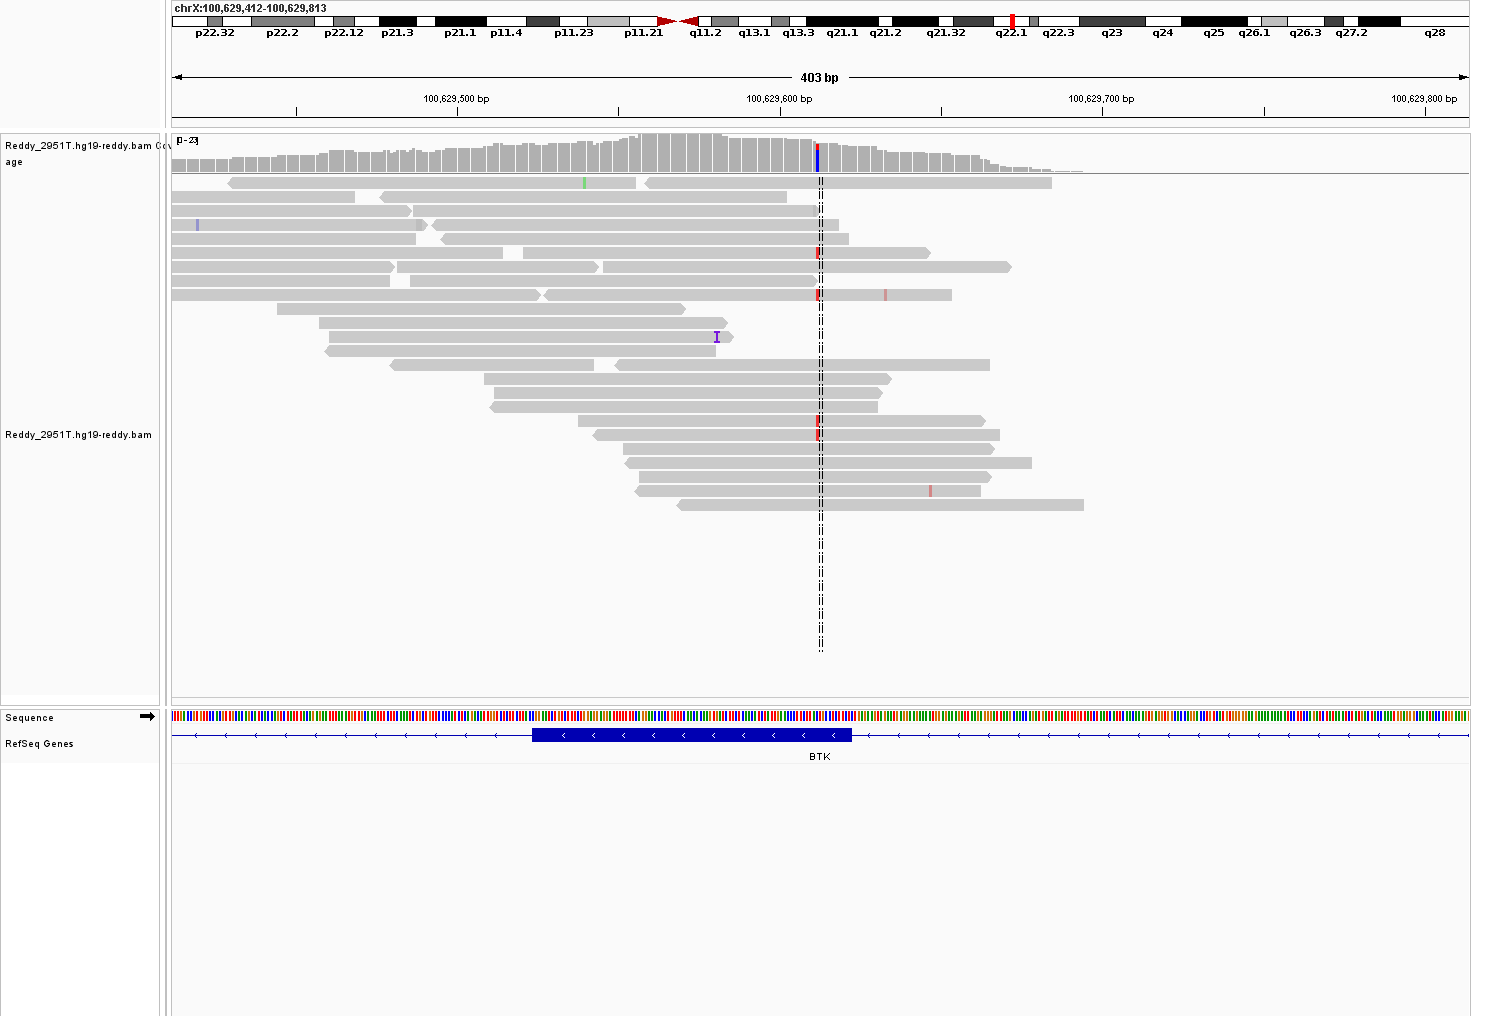 chrX:100,629,412-100,629,813
p22.32 p22.2 p22.12 p21.3 p21.1 p11.4 p11.23 p11.21 q11.2 q13.1 q13.3 q21.1 q21.2 q21.32 q22.1 q22.3 q23 q24 q25 q26.1 q26.3 q27.2 q28
403 bp
100,629,500 bp 100,629,600 bp 100,629,700 bp 100,629,800 bp
[0-23]
Reddy_2951T.hg19-reddy.bam Cov
age
I
Reddy_2951T.hg19-reddy.bam
Sequence
RefSeq Genes
BTK